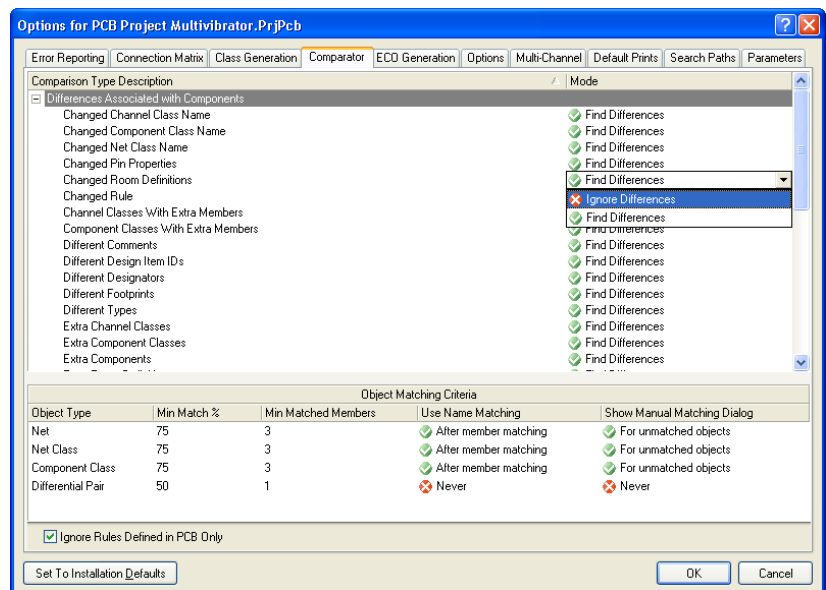 Options for PCB Project Multivibrator.PrjPcb
Error Reporting Connection Matrix Class Generation Comparator ECO Generation Options Multi-Channel Default Prints Search Paths Parameters
Comparison Type Description Mode
Differences Associated with Components
Changed Channel Class Name Find Differences
Changed Component Class Name Find Differences
Changed Net Class Name Find Differences
Changed Pin Properties Find Differences
Changed Room Definitions Find Differences
Changed Rule Ignore Differences
Channel Classes With Extra Members Find Differences
Component Classes With Extra Members Find Differences
Different Comments Find Differences
Different Design Item IDs Find Differences
Different Designators Find Differences
Different Footprints Find Differences
Different Types Find Differences
Extra Channel Classes Find Differences
Extra Component Classes Find Differences
Extra Components Find Differences
Object Matching Criteria
Object Type Min Match % Min Matched Members Use Name Matching Show Manual Matching Dialog
Net 75 3 After member matching For unmatched objects
Net Class 75 3 After member matching For unmatched objects
Component Class 75 3 After member matching For unmatched objects
Differential Pair 50 1 Never Never
Ignore Rules Defined in PCB Only
Set To Installation Defaults OK Cancel